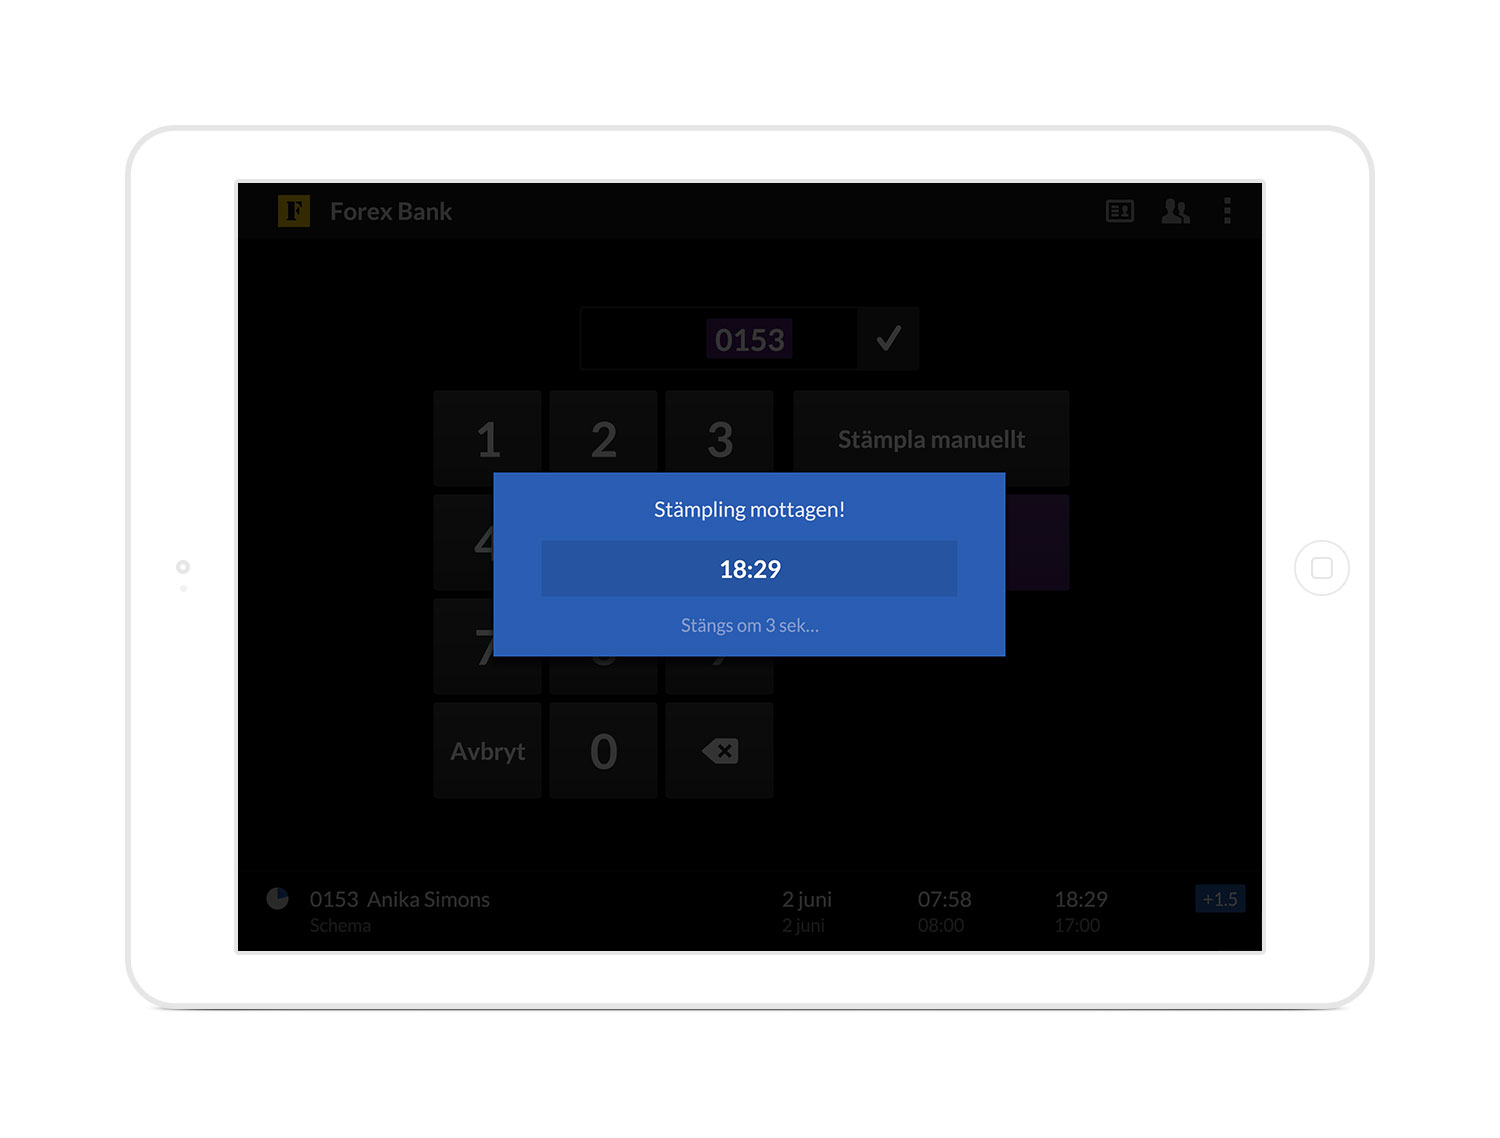 F Forex Bank
0153
1 2 3 Stämpla manuellt
4
Stämpling mottagen!
18:29
Stängs om 3 sek...
7
Avbryt 0
0153 Anika Simons 2 juni 07:58 18:29 +1.5
Schema 2 juni 08:00 17:00